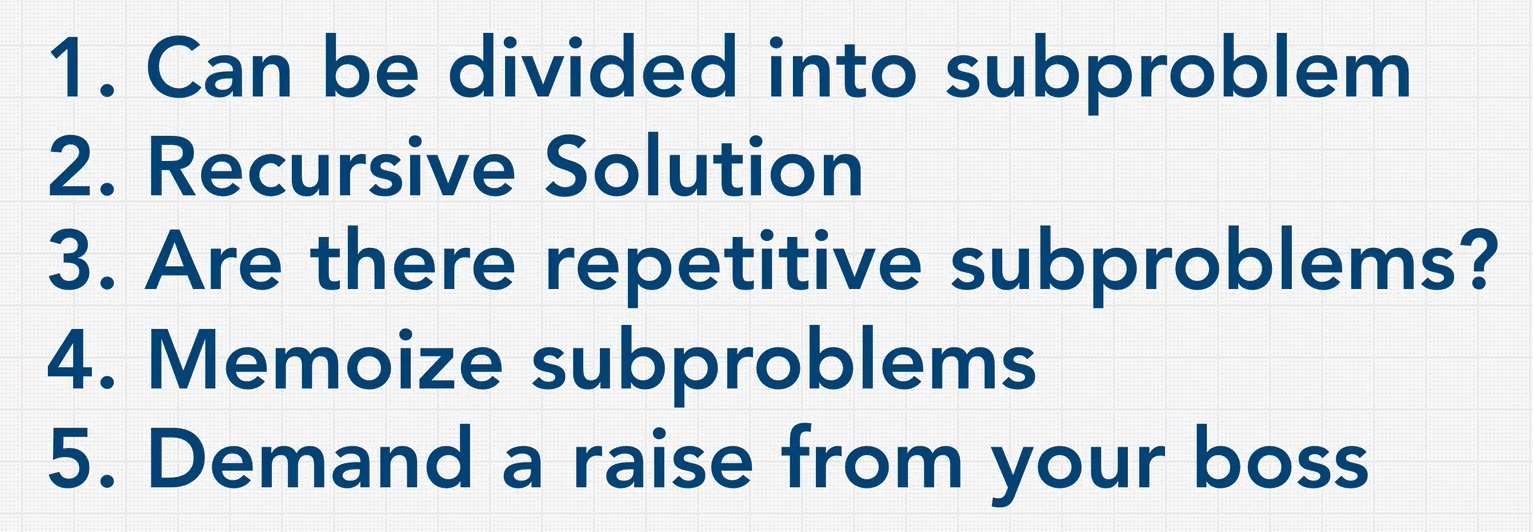 1. Can be divided into subproblem
2. Recursive Solution
3. Are there repetitive subproblems?
4. Memoize subproblems
5. Demand a raise from your boss